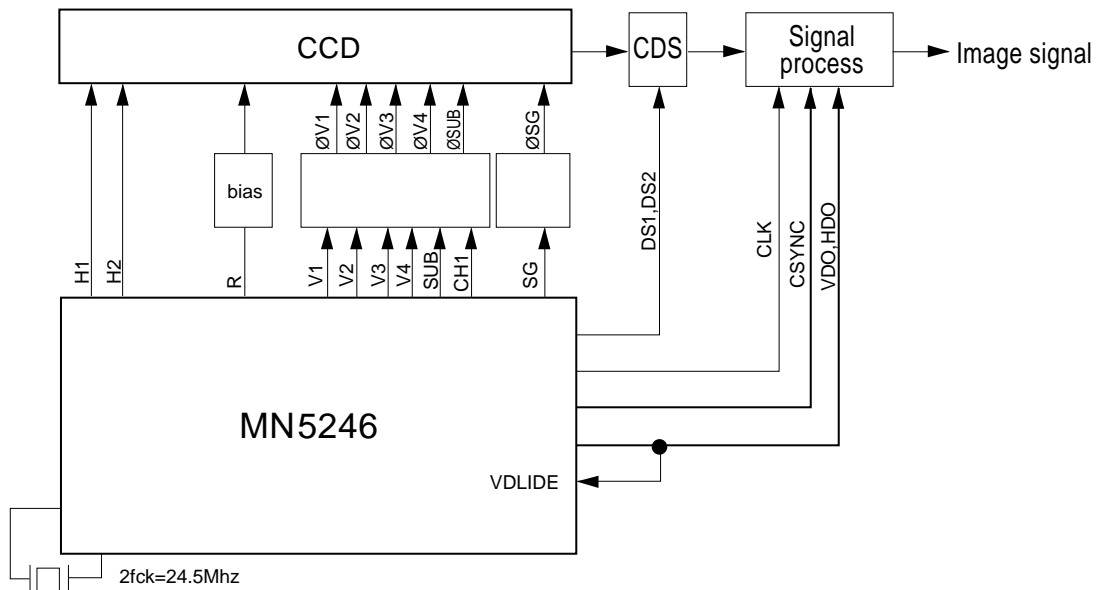 CCD
CDS
Signal
process
Image signal
ØV1
ØV2
ØV3
ØV4
ØSUB
ØSG
bias
DS1,DS2
CLK
CSYNC
VDO,HDO
H1
H2
R
V1
V2
V3
V4
SUB
CH1
SG
MN5246
VDLIDE
2fck=24.5Mhz